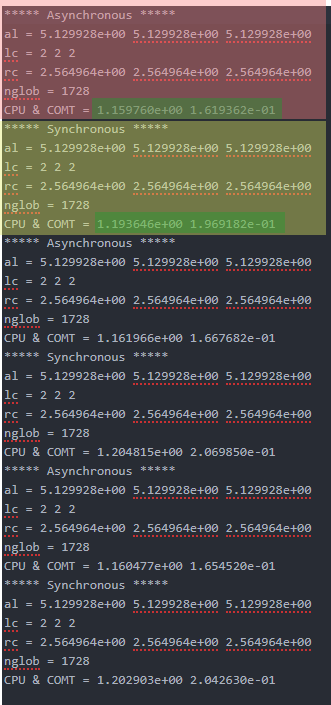 ***** Asynchronous *****
al = 5.129928e+00 5.129928e+00 5.129928e+00
lc = 2 2 2
rc = 2.564964e+00 2.564964e+00 2.564964e+00
nglob = 1728
CPU & COMT = 1.159760e+00 1.619362e-01
***** Synchronous *****
al = 5.129928e+00 5.129928e+00 5.129928e+00
lc = 2 2 2
rc = 2.564964e+00 2.564964e+00 2.564964e+00
nglob = 1728
CPU & COMT = 1.193646e+00 1.969182e-01
***** Asynchronous *****
al = 5.129928e+00 5.129928e+00 5.129928e+00
lc = 2 2 2
rc = 2.564964e+00 2.564964e+00 2.564964e+00
nglob = 1728
CPU & COMT = 1.161966e+00 1.667682e-01
***** Synchronous *****
al = 5.129928e+00 5.129928e+00 5.129928e+00
lc = 2 2 2
rc = 2.564964e+00 2.564964e+00 2.564964e+00
nglob = 1728
CPU & COMT = 1.204815e+00 2.069850e-01
***** Asynchronous *****
al = 5.129928e+00 5.129928e+00 5.129928e+00
lc = 2 2 2
rc = 2.564964e+00 2.564964e+00 2.564964e+00
nglob = 1728
CPU & COMT = 1.160477e+00 1.654520e-01
***** Synchronous *****
al = 5.129928e+00 5.129928e+00 5.129928e+00
lc = 2 2 2
rc = 2.564964e+00 2.564964e+00 2.564964e+00
nglob = 1728
CPU & COMT = 1.202903e+00 2.042630e-01